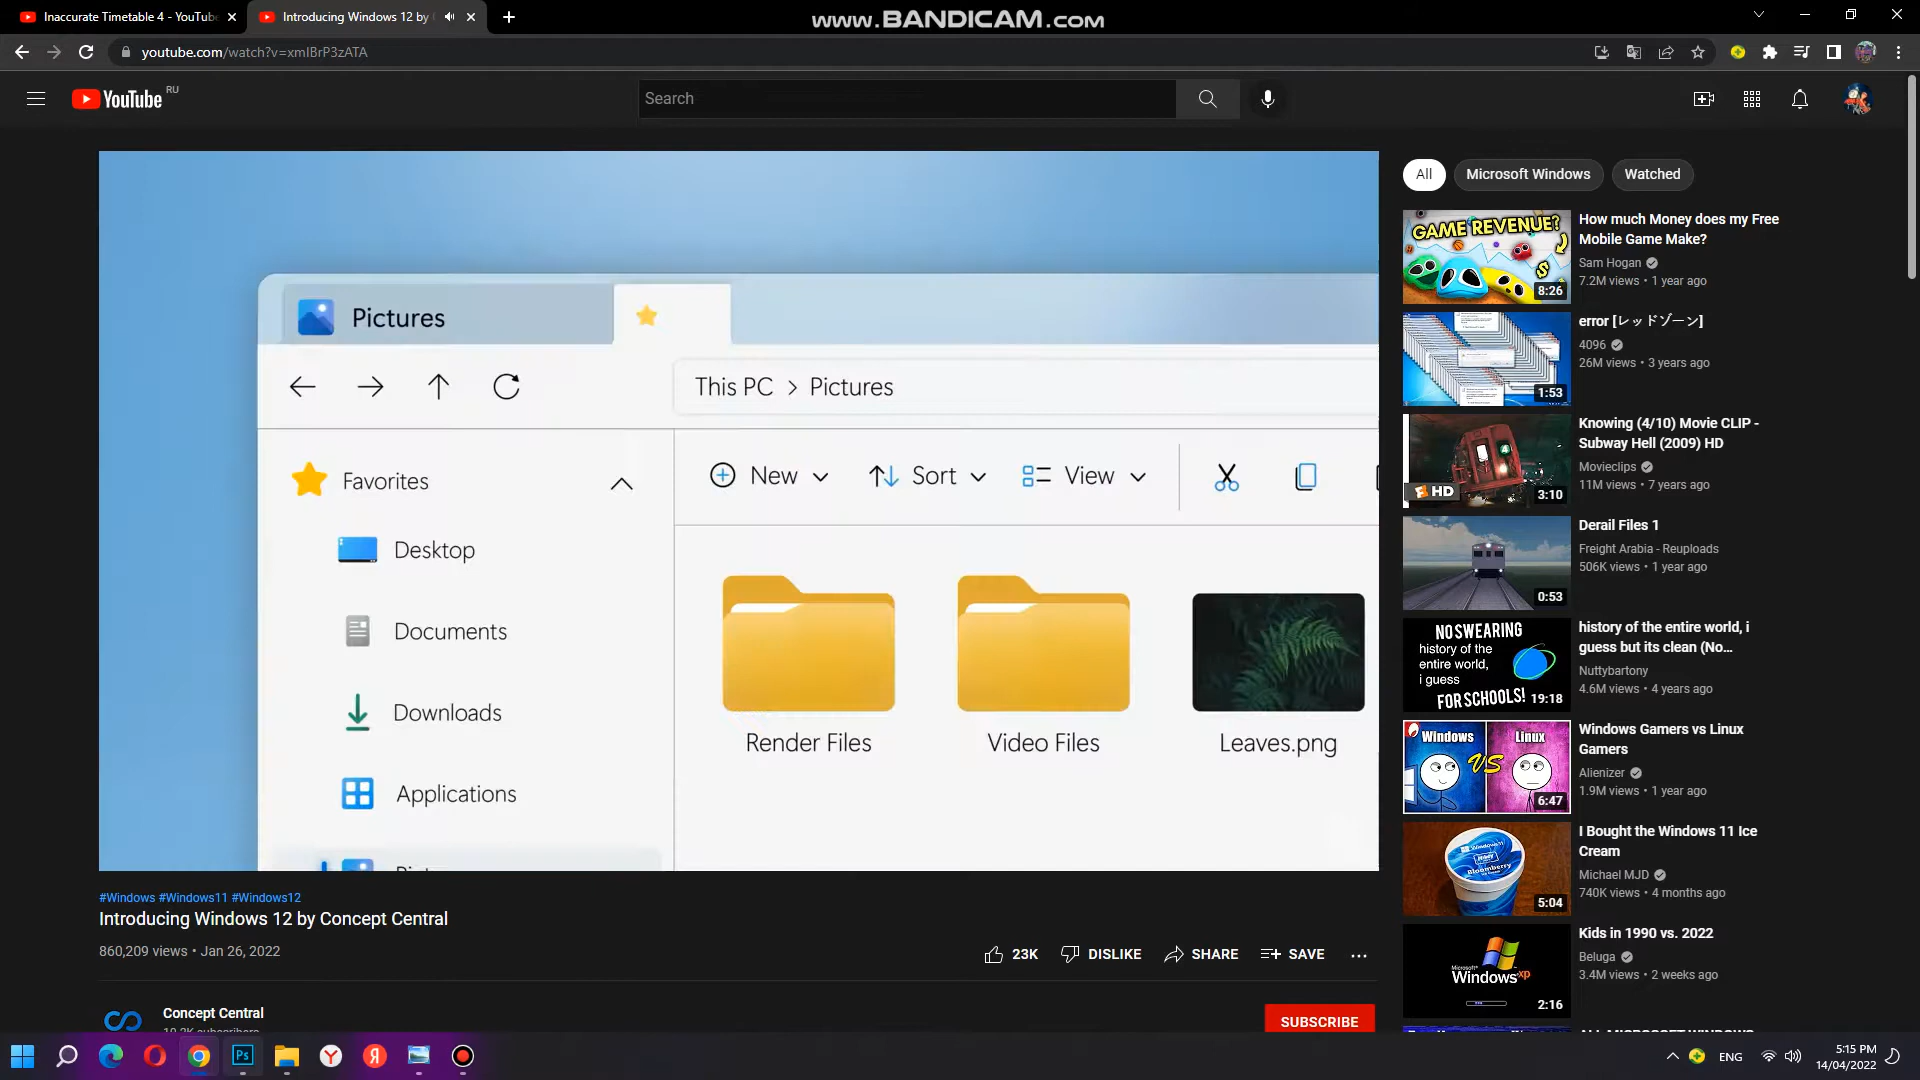 Inaccurate Timetable 4 - YouTube
Introducing Windows 12 by
www.BANDICAM.com
youtube.com/watch?v=xmIBrP3zATA
YouTube RU
Search
Pictures
This PC > Pictures
Favorites
New
Sort
View
Desktop
Documents
Downloads
Applications
Render Files
Video Files
Leaves.png
#Windows #Windows11 #Windows12
Introducing Windows 12 by Concept Central
860,209 views • Jan 26, 2022
23K
DISLIKE
SHARE
SAVE
Concept Central
SUBSCRIBE
All
Microsoft Windows
Watched
GAME REVENUE?
8:26
How much Money does my Free
Mobile Game Make?
Sam Hogan
7.2M views • 1 year ago
1:53
error [レッドゾーン]
4096
26M views • 3 years ago
HD
3:10
Knowing (4/10) Movie CLIP -
Subway Hell (2009) HD
Movieclips
11M views • 7 years ago
0:53
Derail Files 1
Freight Arabia - Reuploads
506K views • 1 year ago
NO SWEARING
history of the
entire world,
i guess
FOR SCHOOLS!
19:18
history of the entire world, i
guess but its clean (No...
Nuttybartony
4.6M views • 4 years ago
Windows
VS
Linux
6:47
Windows Gamers vs Linux
Gamers
Alienizer
1.9M views • 1 year ago
5:04
I Bought the Windows 11 Ice
Cream
Michael MJD
740K views • 4 months ago
Microsoft
Windows xp
2:16
Kids in 1990 vs. 2022
Beluga
3.4M views • 2 weeks ago
Ps
ENG
5:15 PM
14/04/2022